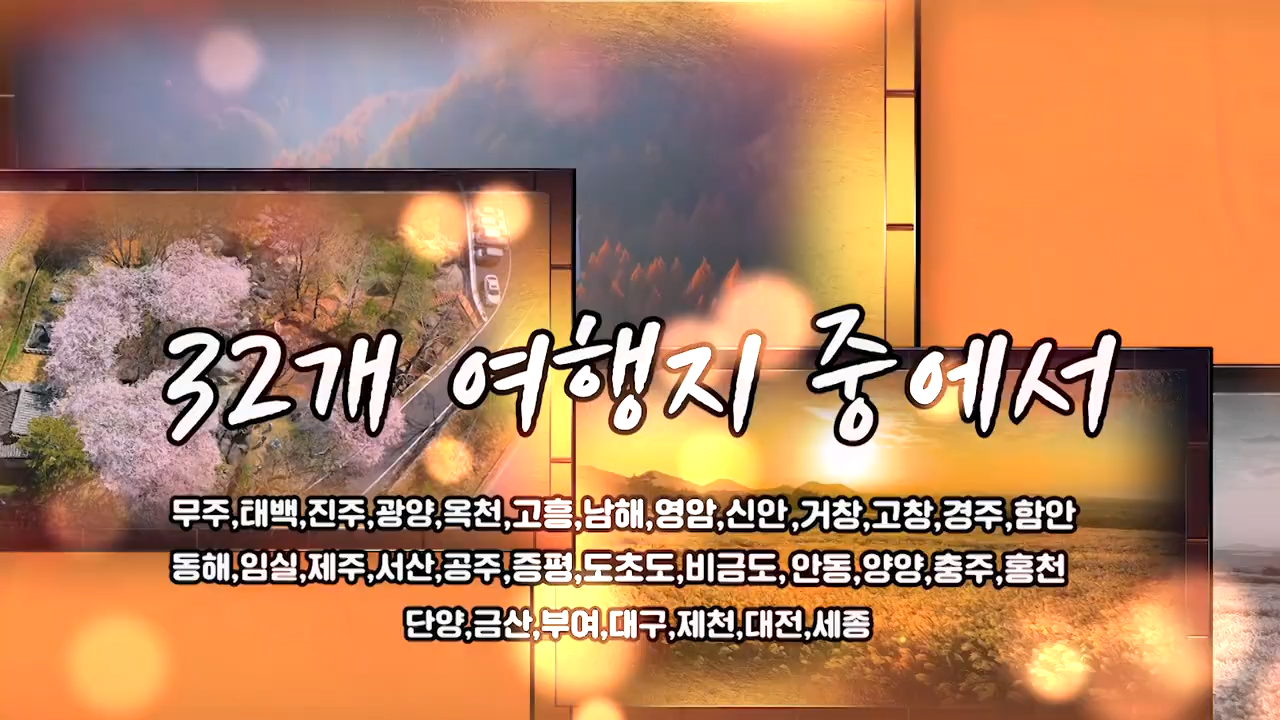 32개 여행지 중에서
무주,태백,진주,광양,옥천,고흥,남해,영암,신안,거창,고창,경주,함안
동해,임실,제주,서산,공주,증평,도초도,비금도,안동,양양,충주,홍천
단양,금산,부여,대구,제천,대전,세종